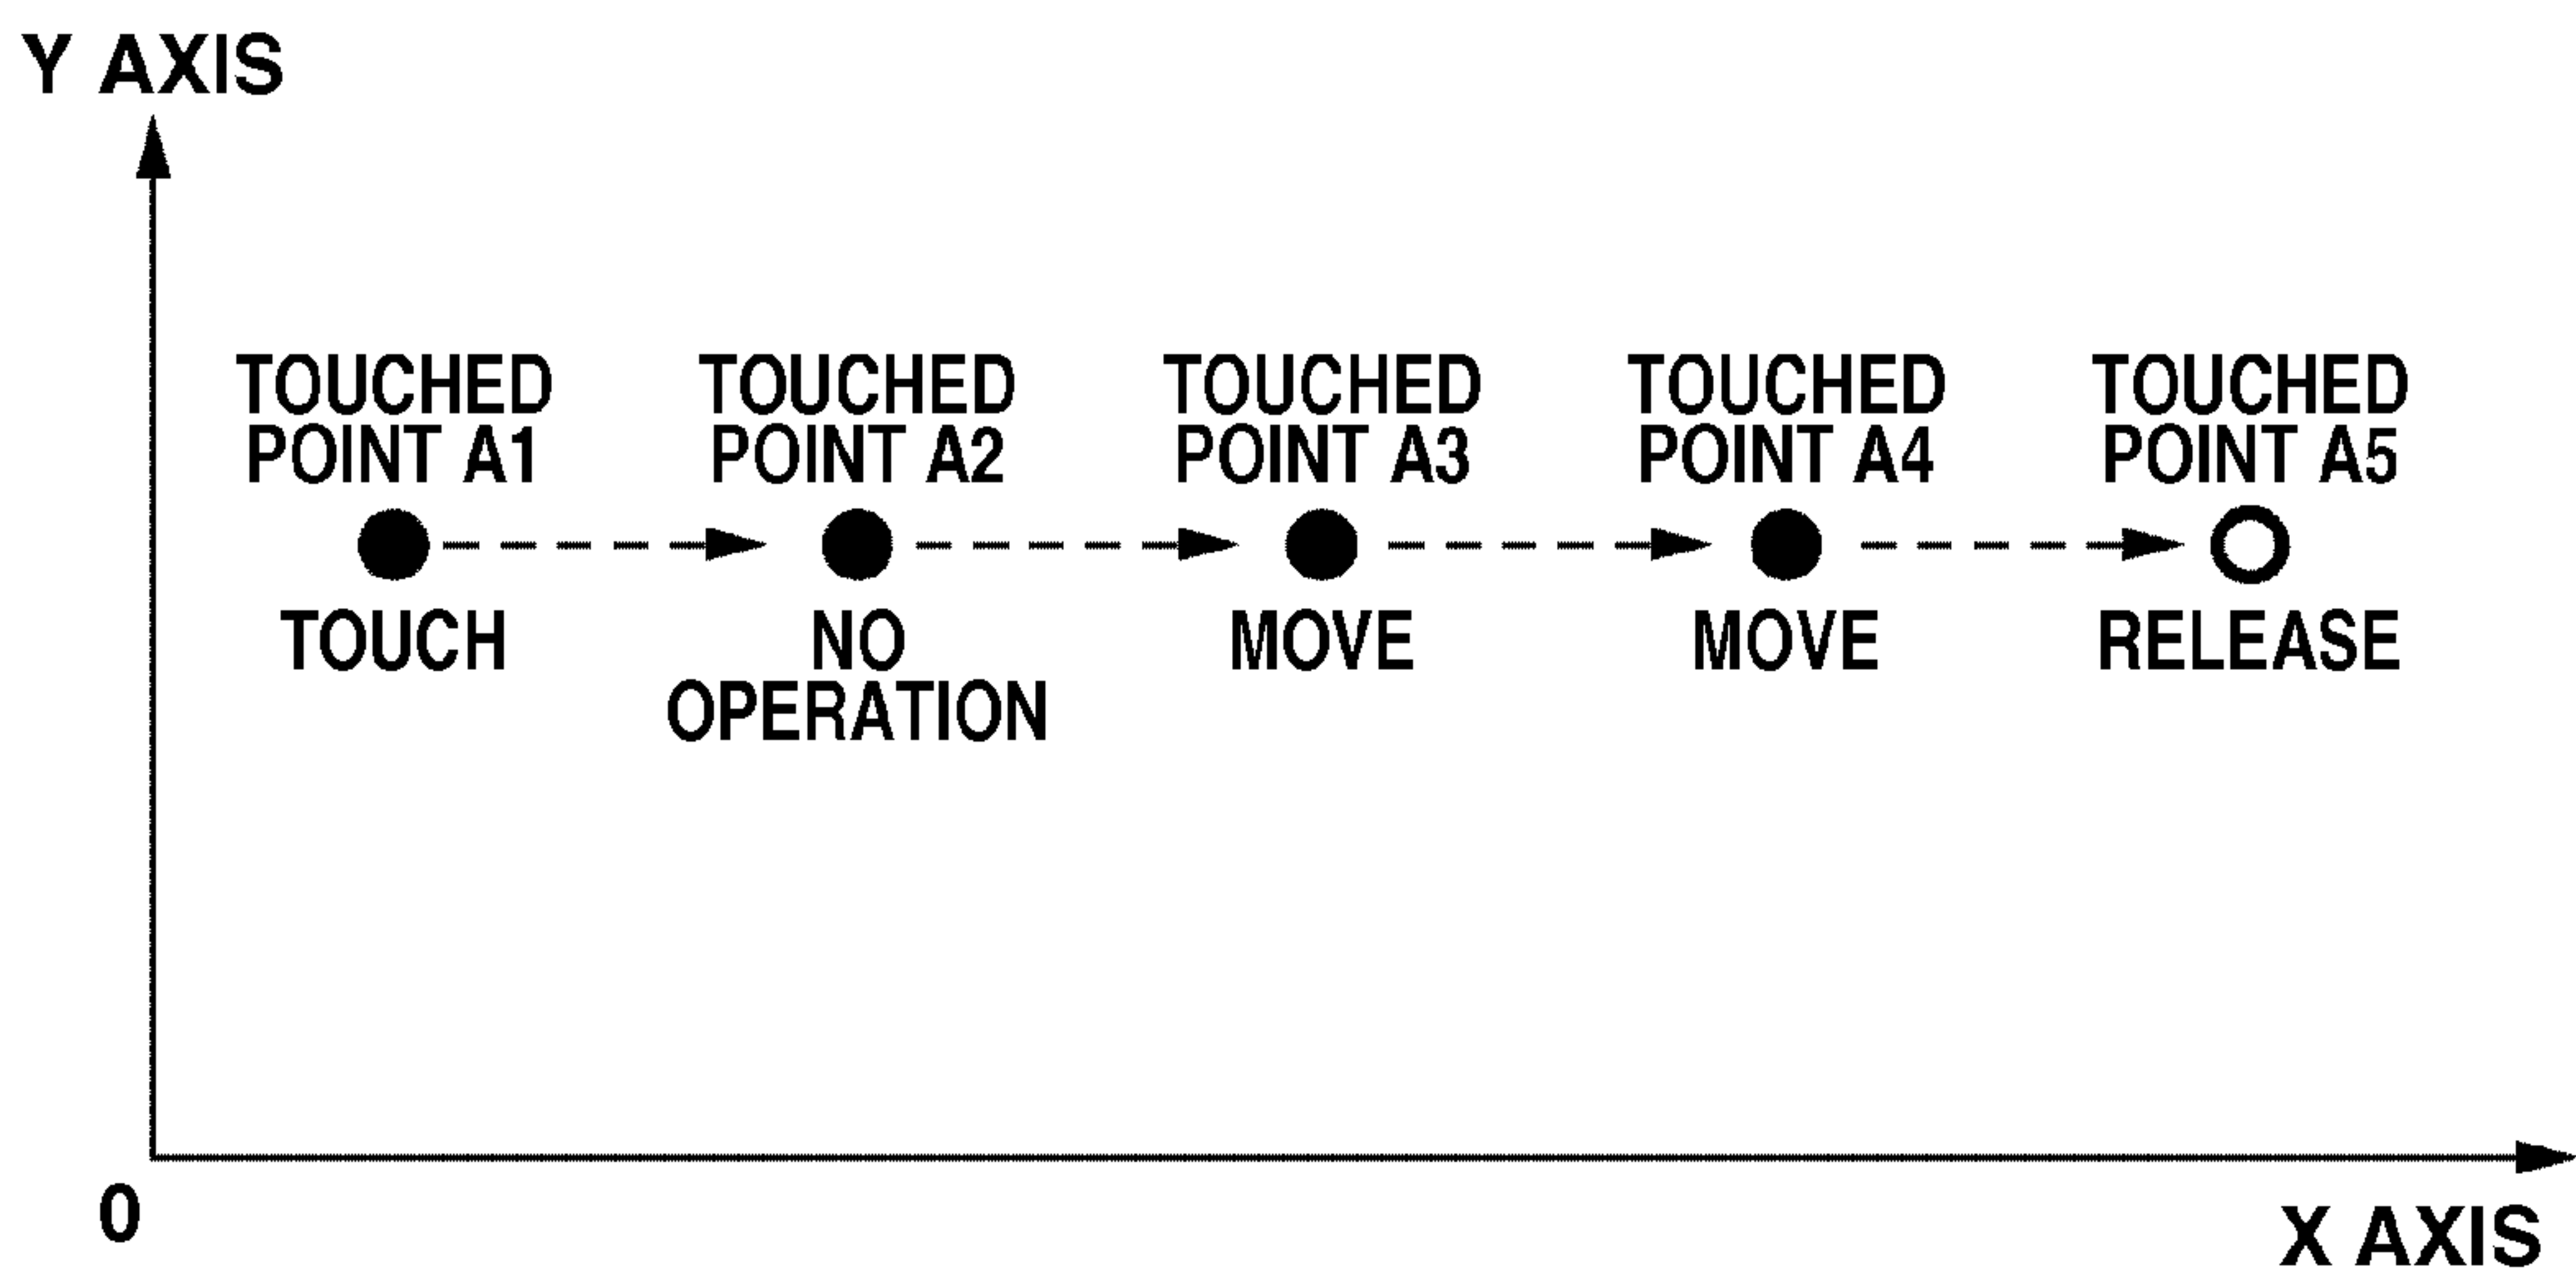 Y AXIS
TOUCHED
POINT A1
TOUCH
TOUCHED
POINT A2
NO
OPERATION
TOUCHED
POINT A3
MOVE
TOUCHED
POINT A4
MOVE
TOUCHED
POINT A5
RELEASE
0
X AXIS